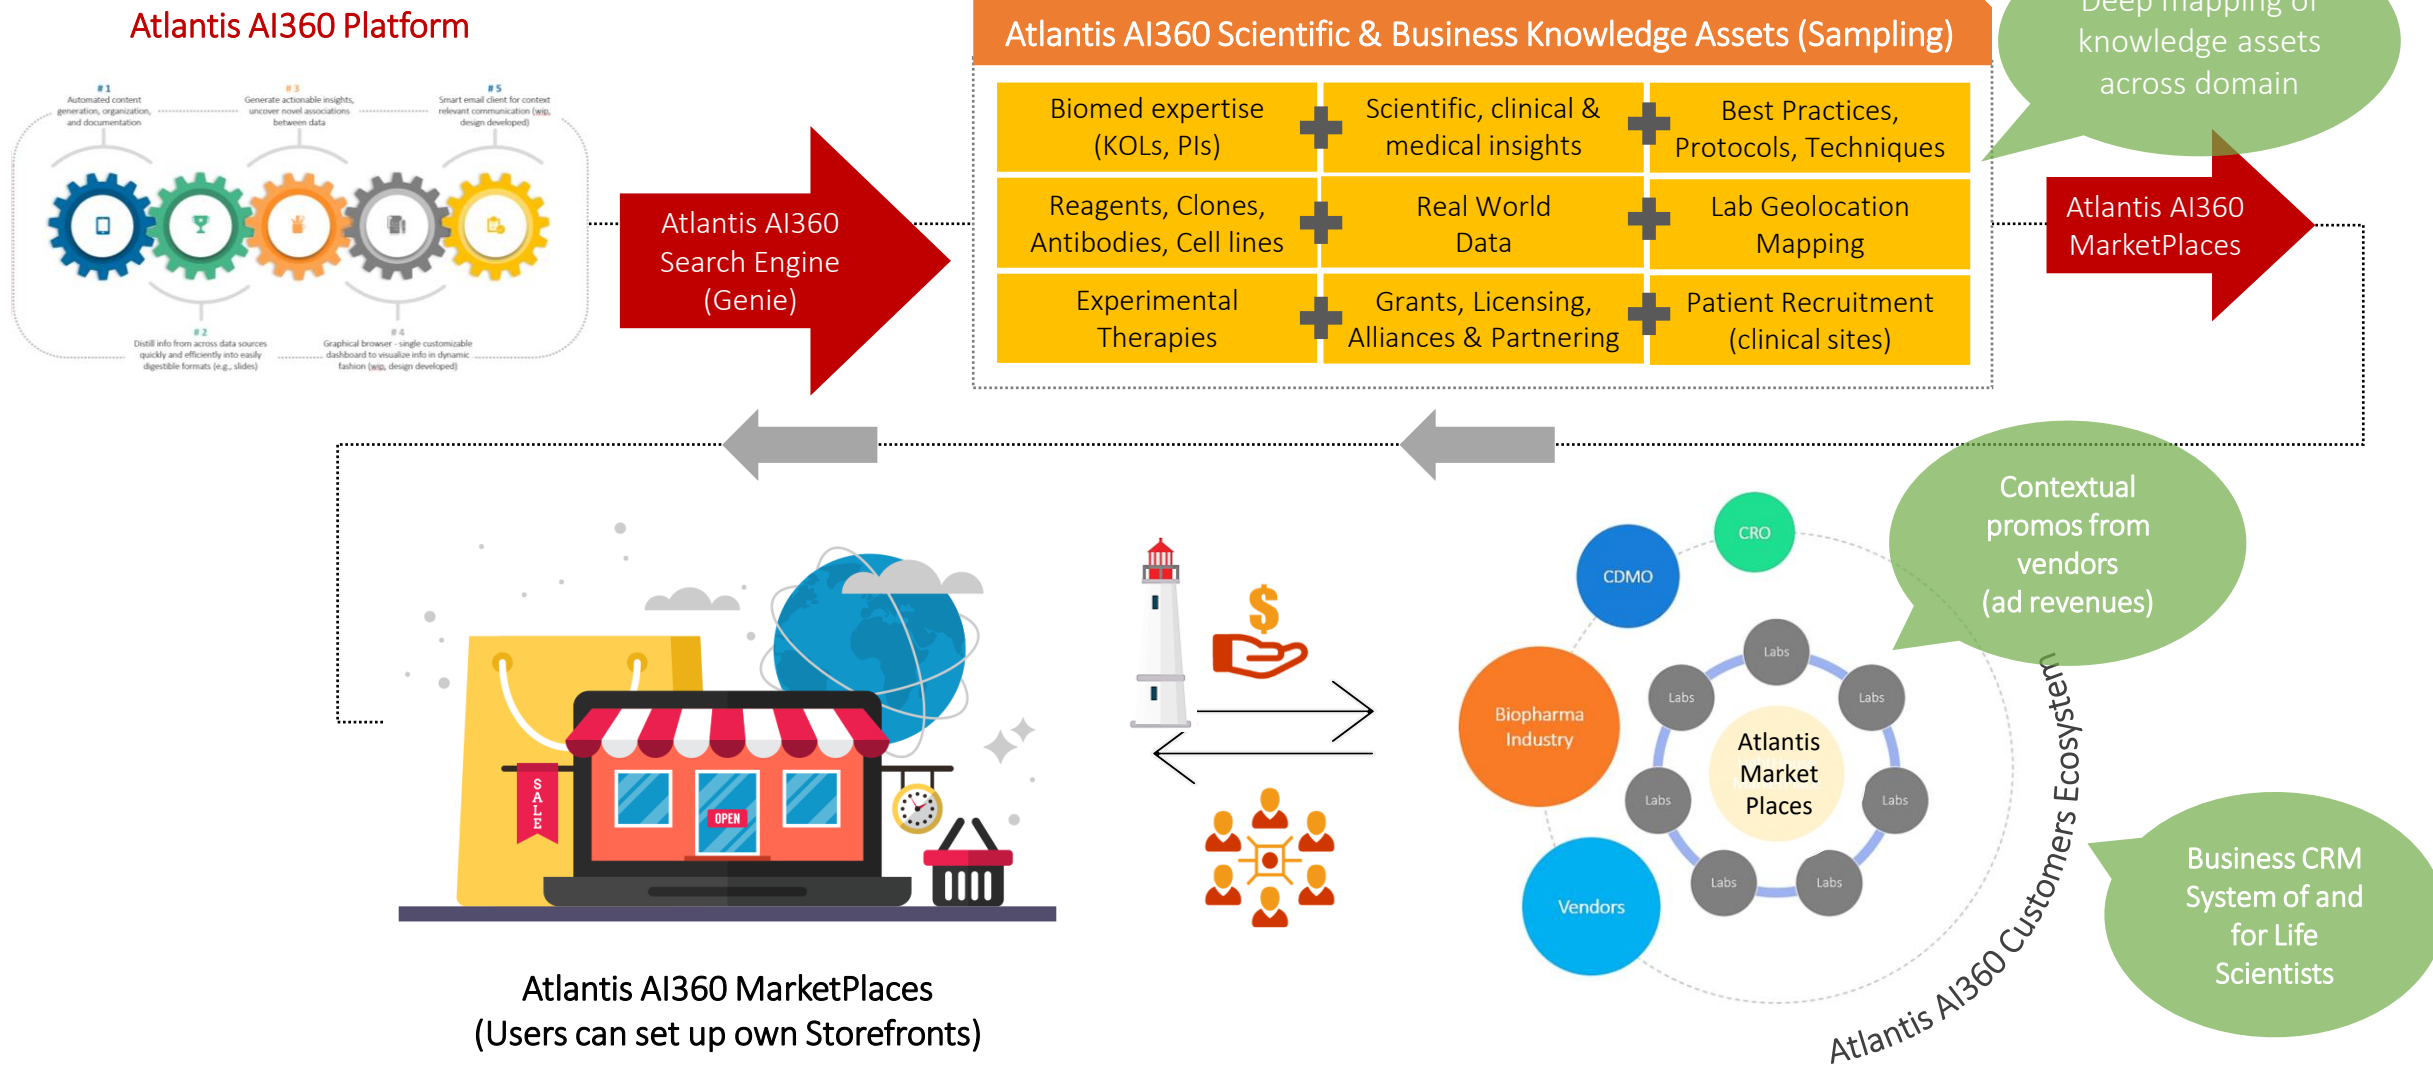 Atlantis AI360 Platform
#1
Automated content
generation, organization,
and documentation
#3
Generate actionable insights,
uncover novel associations
between data
#5
Smart email client for context
relevant communication (wip,
design developed)
#2
Distill info from across data sources
quickly and efficiently into easily
digestible formats (e.g., slides)
#4
Graphical browser - single customizable
dashboard to visualize info in dynamic
fashion (wip, design developed)
Atlantis AI360
Search Engine
(Genie)
Atlantis AI360 Scientific & Business Knowledge Assets (Sampling)
Biomed expertise
(KOLs, PIs)
Scientific, clinical &
medical insights
Best Practices,
Protocols, Techniques
Reagents, Clones,
Antibodies, Cell lines
Real World
Data
Lab Geolocation
Mapping
Experimental
Therapies
Grants, Licensing,
Alliances & Partnering
Patient Recruitment
(clinical sites)
Deep mapping of
knowledge assets
across domain
Atlantis AI360
MarketPlaces
SALE
OPEN
Atlantis AI360 MarketPlaces
(Users can set up own Storefronts)
CRO
CDMO
Biopharma
Industry
Vendors
Labs
Labs
Labs
Labs
Labs
Labs
Labs
Atlantis
Market
Places
Contextual
promos from
vendors
(ad revenues)
Atlantis AI360 Customers Ecosystem
Business CRM
System of and
for Life
Scientists